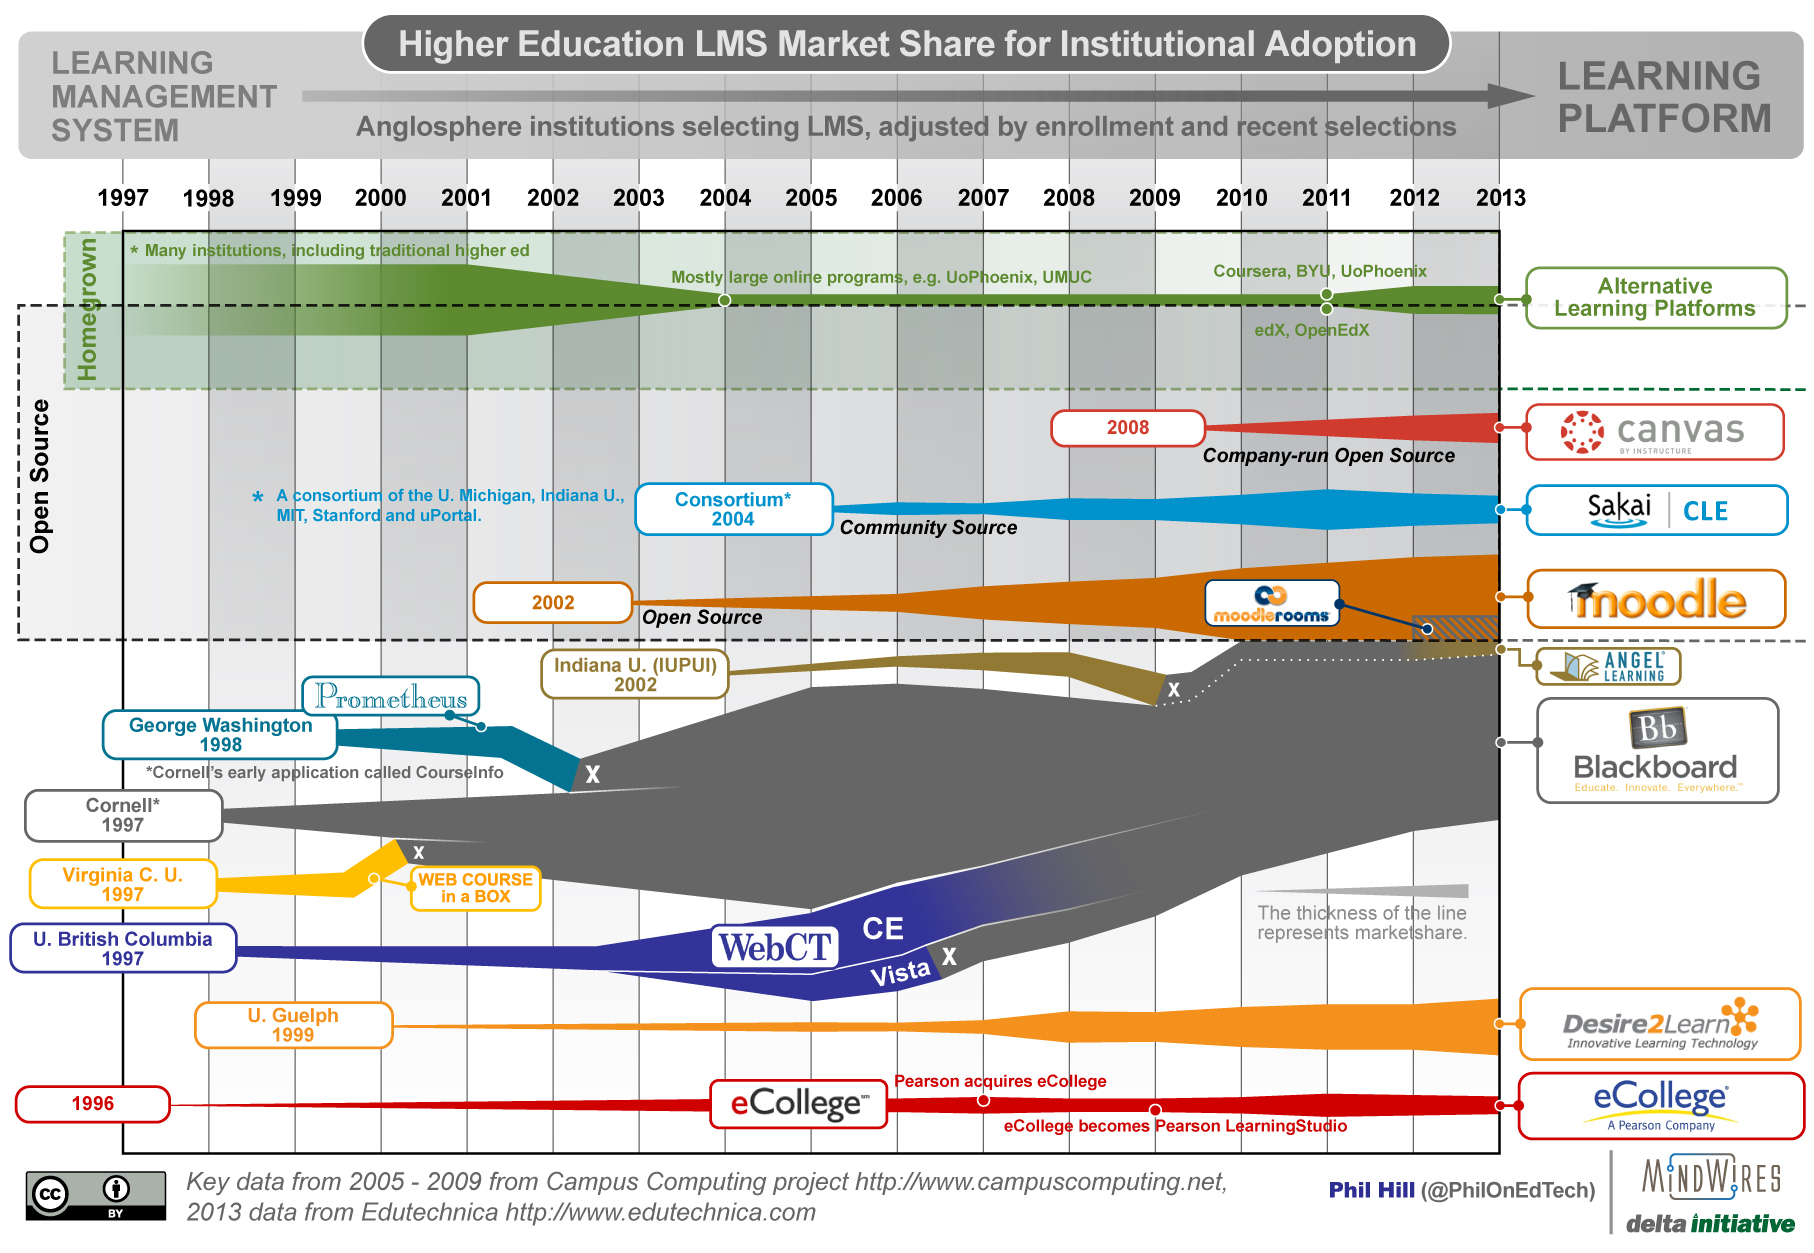 Higher Education LMS Market Share for Institutional Adoption
LEARNING
MANAGEMENT
SYSTEM
LEARNING
PLATFORM
Anglosphere institutions selecting LMS, adjusted by enrollment and recent selections
1997 1998 1999 2000 2001 2002 2003 2004 2005 2006 2007 2008 2009 2010 2011 2012 2013
Homegrown
* Many institutions, including traditional higher ed
Mostly large online programs, e.g. UoPhoenix, UMUC
Coursera, BYU, UoPhoenix
edX, OpenEdX
Alternative
Learning Platforms
Open Source
2008
Company-run Open Source
canvas
BY INSTRUCTURE
* A consortium of the U. Michigan, Indiana U.,
MIT, Stanford and uPortal.
Consortium*
2004
Community Source
Sakai CLE
2002
Open Source
moodlerooms
moodle
Indiana U. (IUPUI)
2002
X
ANGEL
LEARNING
Prometheus
George Washington
1998
X
*Cornell's early application called CourseInfo
Bb
Blackboard
Educate. Innovate. Everywhere.™
Cornell*
1997
X
Virginia C. U.
1997
WEB COURSE
in a BOX
U. British Columbia
1997
WebCT
CE
Vista
X
The thickness of the line
represents marketshare.
U. Guelph
1999
Desire2Learn
Innovative Learning Technology
1996
eCollege℠
Pearson acquires eCollege
eCollege becomes Pearson LearningStudio
eCollege®
A Pearson Company
cc
BY
Key data from 2005 - 2009 from Campus Computing project http://www.campuscomputing.net,
2013 data from Edutechnica http://www.edutechnica.com
Phil Hill (@PhilOnEdTech)
MINDWIRES
delta initiative